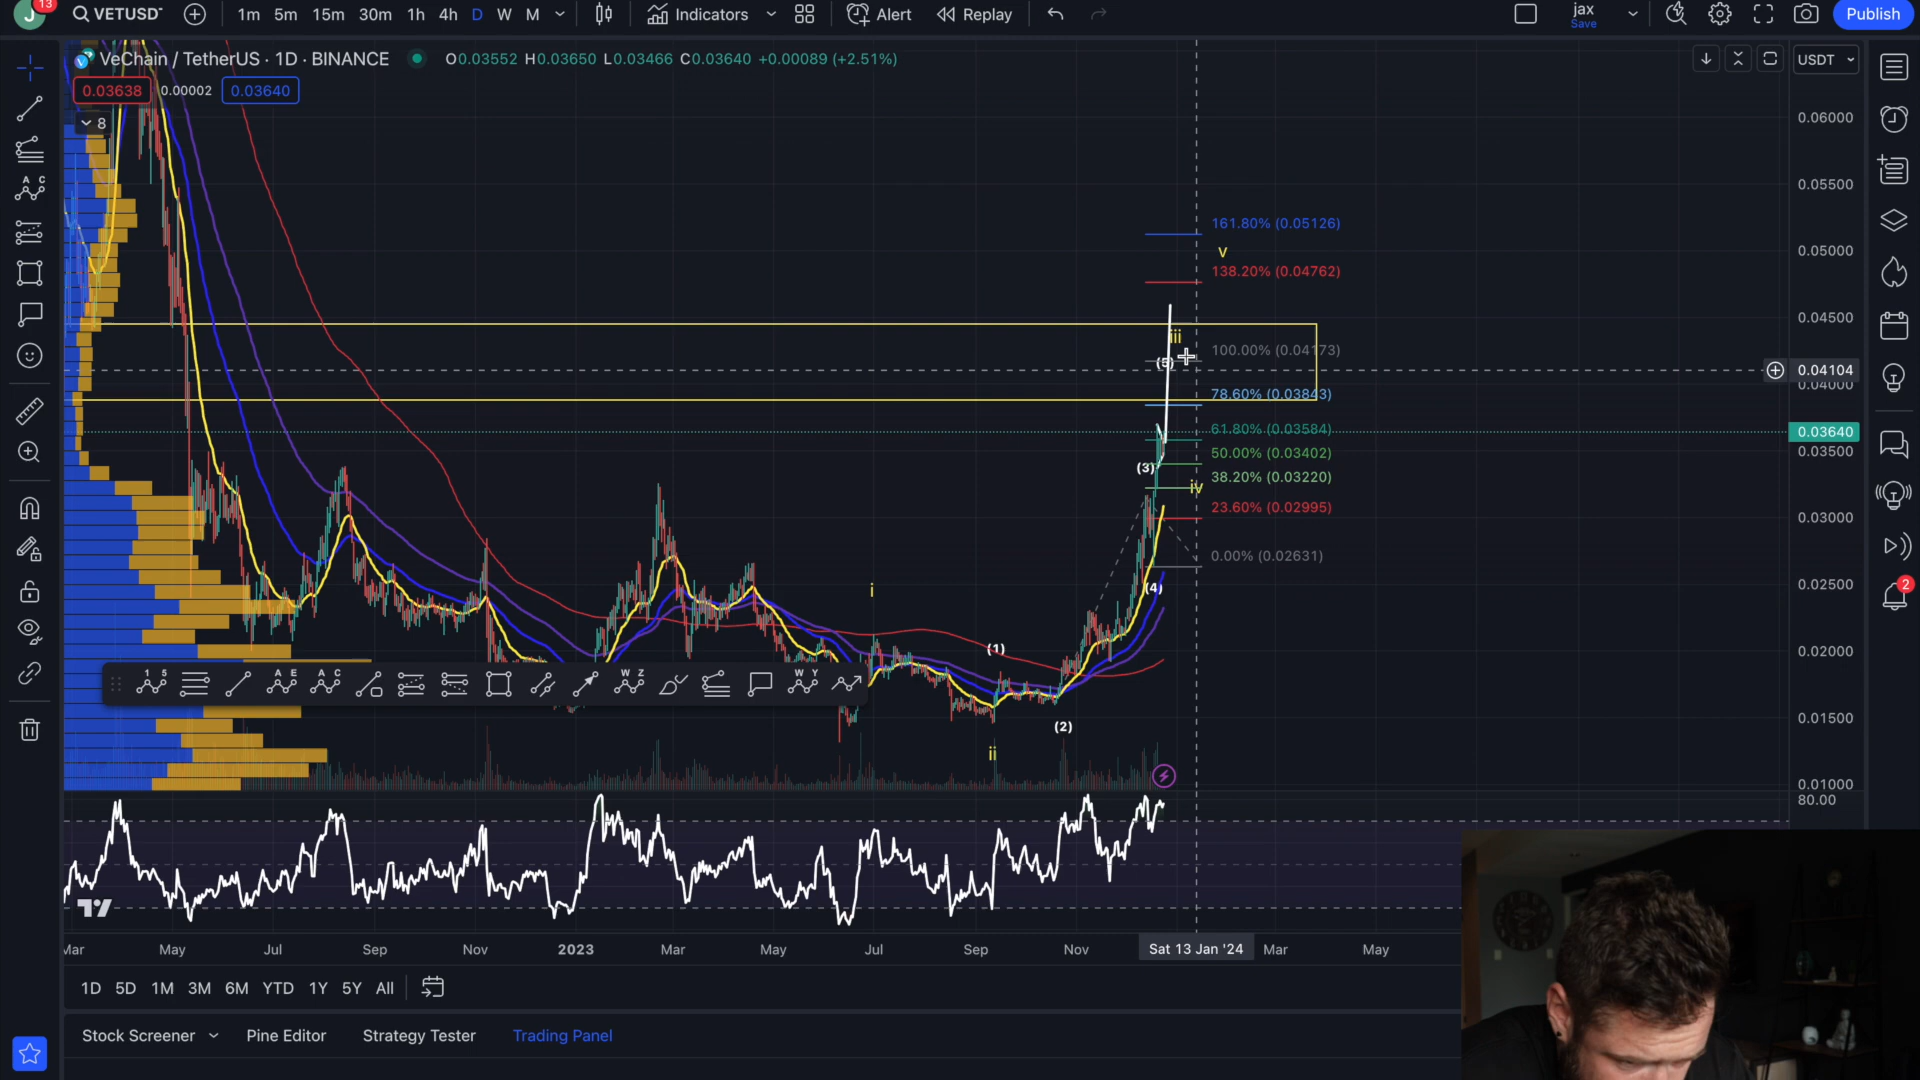 J
13
VETUSD
1m 5m 15m 30m 1h 4h D W M
Indicators
Alert
Replay
jax
Save
Publish
VeChain / TetherUS · 1D · BINANCE
O0.03552 H0.03650 L0.03466 C0.03640 +0.00089 (+2.51%)
USDT
0.03638 0.00002 0.03640
8
0.06000
0.05500
161.80% (0.05126)
0.05000
v
138.20% (0.04762)
0.04500
iii
100.00% (0.04173)
(5)
0.04104
0.04000
78.60% (0.03843)
61.80% (0.03584)
0.03640
50.00% (0.03402)
0.03500
(3)
38.20% (0.03220)
iv
23.60% (0.02995)
0.03000
0.00% (0.02631)
(4)
0.02500
i
2
(1)
0.02000
0.01500
(2)
ii
0.01000
80.00
A C
1 5
A E
A C
W Z
W Y
Mar May Jul Sep Nov 2023 Mar May Jul Sep Nov Sat 13 Jan '24 Mar May
1D 5D 1M 3M 6M YTD 1Y 5Y All
Stock Screener Pine Editor Strategy Tester Trading Panel